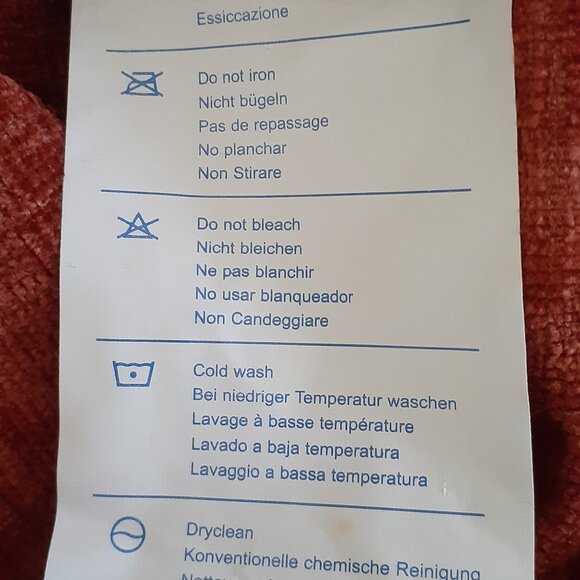 Essiccazione
Do not iron
Nicht bügeln
Pas de repassage
No planchar
Non Stirare
Do not bleach
Nicht bleichen
Ne pas blanchir
No usar blanqueador
Non Candeggiare
Cold wash
Bei niedriger Temperatur waschen
Lavage à basse température
Lavado a baja temperatura
Lavaggio a bassa temperatura
Dryclean
Konventionelle chemische Reinigung